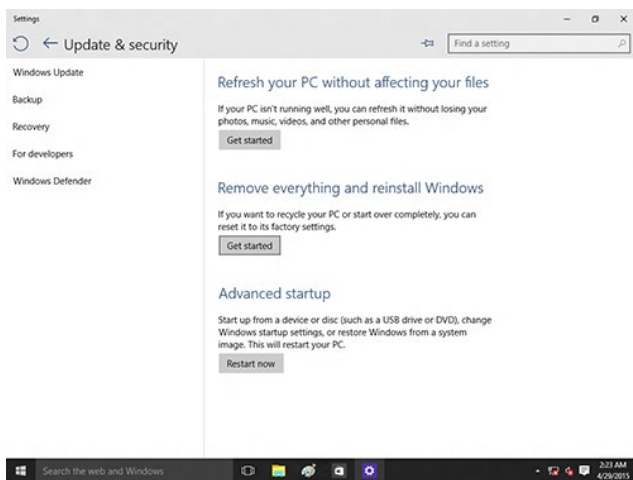 Settings
Update & security
Find a setting
Windows Update
Backup
Recovery
For developers
Windows Defender
Refresh your PC without affecting your files
If your PC isn't running well, you can refresh it without losing your
photos, music, videos, and other personal files.
Get started
Remove everything and reinstall Windows
If you want to recycle your PC or start over completely, you can
reset it to its factory settings.
Get started
Advanced startup
Start up from a device or disc (such as a USB drive or DVD), change
Windows startup settings, or restore Windows from a system
image. This will restart your PC.
Restart now
Search the web and Windows
2:23 AM
4/29/2015